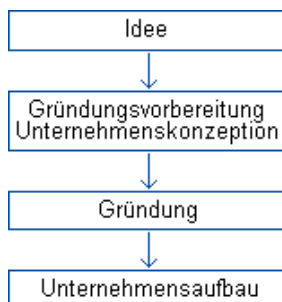 Idee
Gründungsvorbereitung
Unternehmenskonzeption
Gründung
Unternehmensaufbau